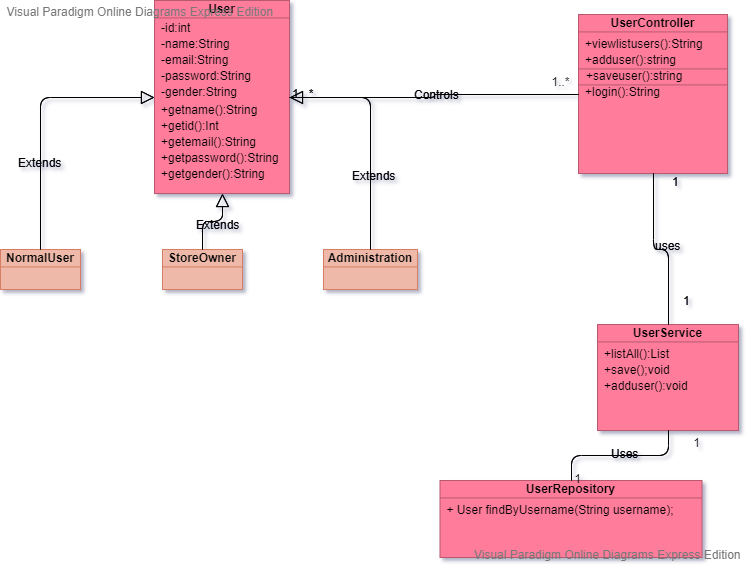 Visual Paradigm Online Diagrams Express Edition
User
-id:int
-name:String
-email:String
-password:String
-gender:String
+getname():String
+getid():Int
+getemail():String
+getpassword():String
+getgender():String
UserController
+viewlistusers():String
+adduser():string
+saveuser():string
+login():String
1..*
Controls
1..*
Extends
Extends
Extends
NormalUser
StoreOwner
Administration
1
uses
1
UserService
+listAll():List
+save();void
+adduser():void
1
Uses
1
UserRepository
+ User findByUsername(String username);
Visual Paradigm Online Diagrams Express Edition